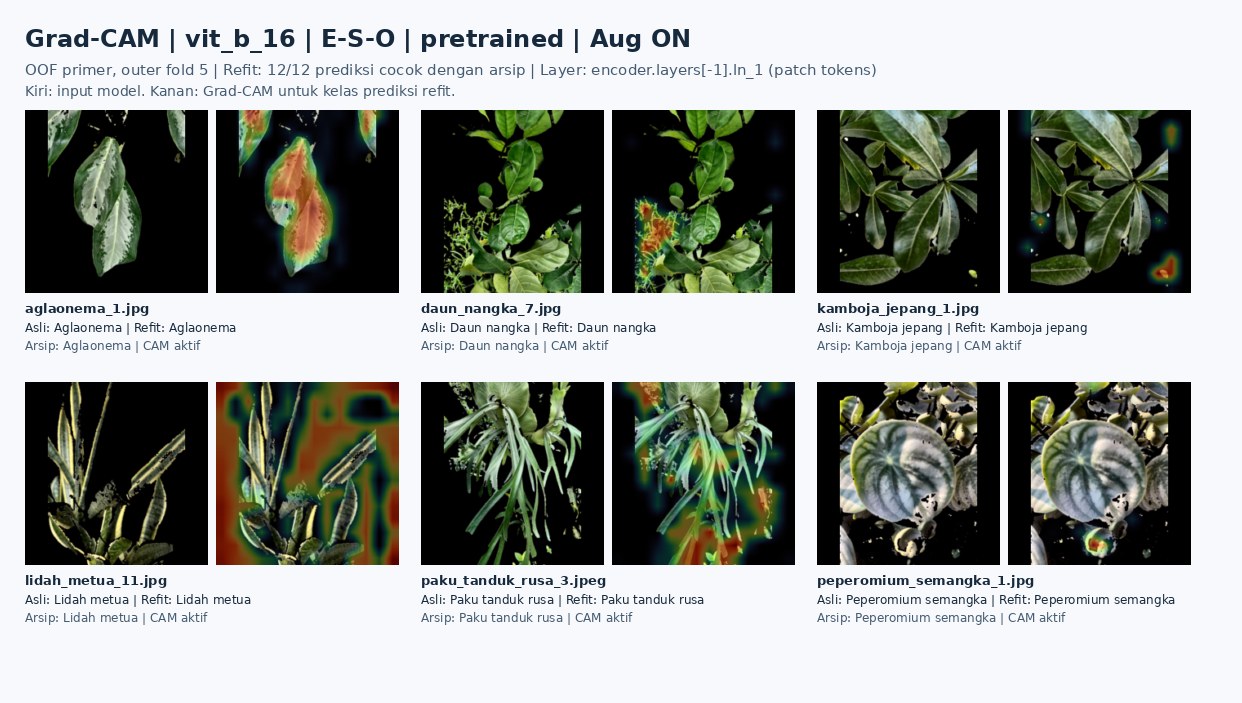 Grad-CAM | vit_b_16 | E-S-O | pretrained | Aug ON
OOF primer, outer fold 5 | Refit: 12/12 prediksi cocok dengan arsip | Layer: encoder.layers[-1].ln_1 (patch tokens)
Kiri: input model. Kanan: Grad-CAM untuk kelas prediksi refit.
aglaonema_1.jpg
Asli: Aglaonema | Refit: Aglaonema
Arsip: Aglaonema | CAM aktif
daun_nangka_7.jpg
Asli: Daun nangka | Refit: Daun nangka
Arsip: Daun nangka | CAM aktif
kamboja_jepang_1.jpg
Asli: Kamboja jepang | Refit: Kamboja jepang
Arsip: Kamboja jepang | CAM aktif
lidah_metua_11.jpg
Asli: Lidah metua | Refit: Lidah metua
Arsip: Lidah metua | CAM aktif
paku_tanduk_rusa_3.jpeg
Asli: Paku tanduk rusa | Refit: Paku tanduk rusa
Arsip: Paku tanduk rusa | CAM aktif
peperomium_semangka_1.jpg
Asli: Peperomium semangka | Refit: Peperomium semangka
Arsip: Peperomium semangka | CAM aktif